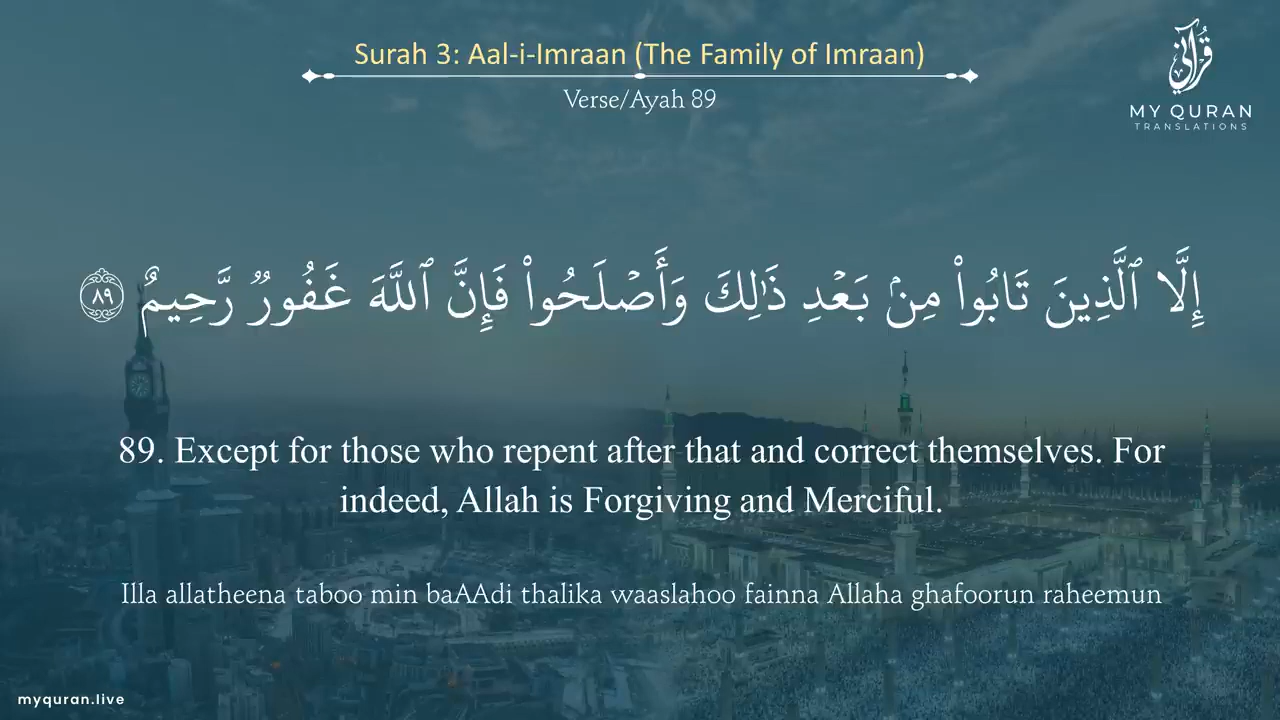 Surah 3: Aal-i-Imraan (The Family of Imraan)
Verse/Ayah 89
قرآني
MY QURAN
TRANSLATIONS
إِلَّا ٱلَّذِينَ تَابُوا۟ مِنۢ بَعْدِ ذَٰلِكَ وَأَصْلَحُوا۟ فَإِنَّ ٱللَّهَ غَفُورٌ رَّحِيمٌ ٨٩
89. Except for those who repent after that and correct themselves. For
indeed, Allah is Forgiving and Merciful.
Illa allatheena taboo min baAAdi thalika waaslahoo fainna Allaha ghafoorun raheemun
myquran.live